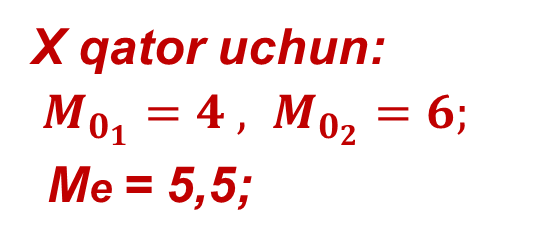 X qator uchun:
M₀₁ = 4 , M₀₂ = 6;
Me = 5,5;